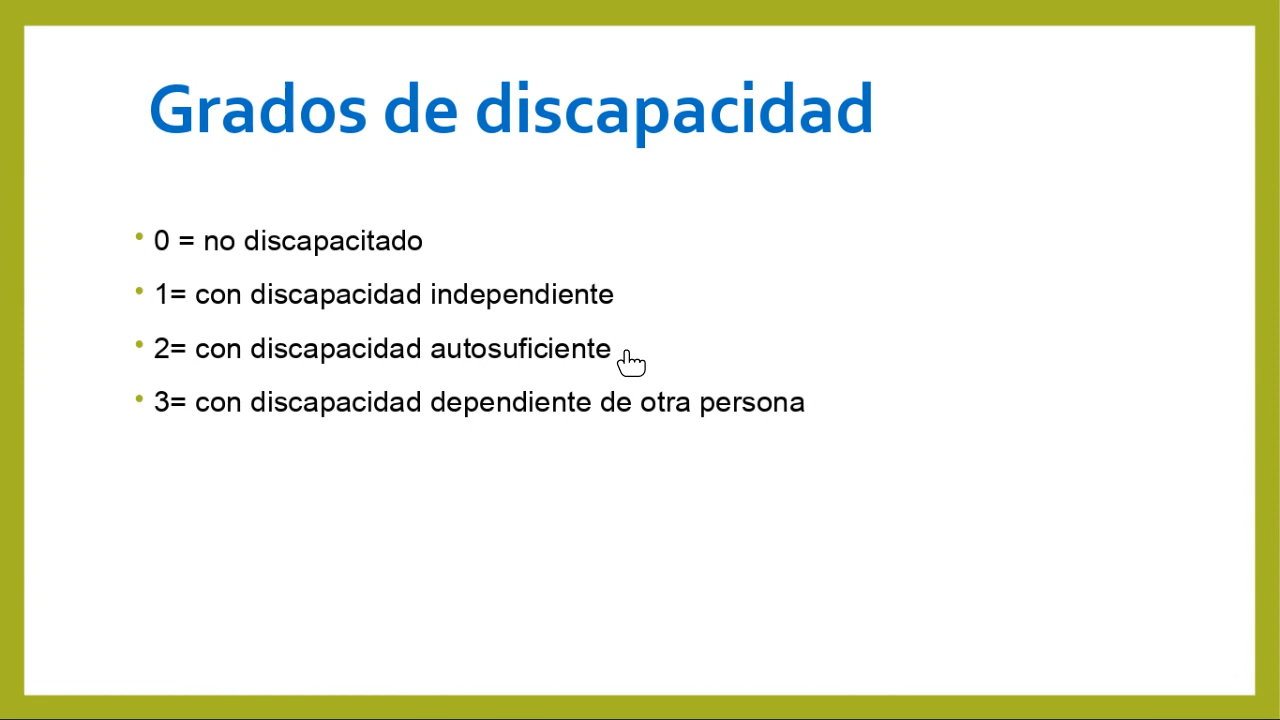 Grados de discapacidad
• 0 = no discapacitado
• 1= con discapacidad independiente
• 2= con discapacidad autosuficiente
• 3= con discapacidad dependiente de otra persona